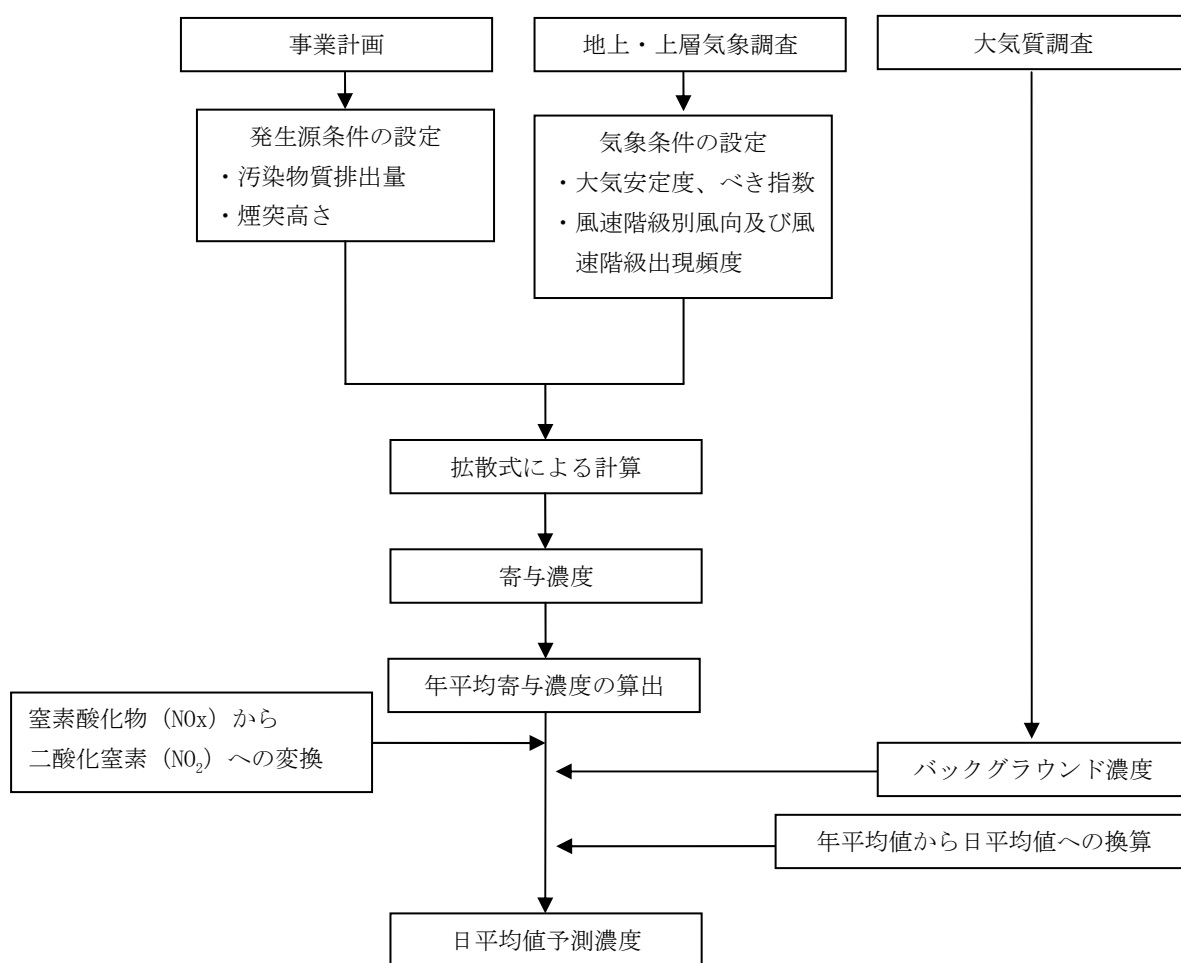 事業計画
地上・上層気象調査
大気質調査
発生源条件の設定
・汚染物質排出量
・煙突高さ
気象条件の設定
・大気安定度、べき指数
・風速階級別風向及び風
速階級出現頻度
拡散式による計算
寄与濃度
年平均寄与濃度の算出
窒素酸化物（NOx）から
二酸化窒素（NO₂）への変換
バックグラウンド濃度
年平均値から日平均値への換算
日平均値予測濃度